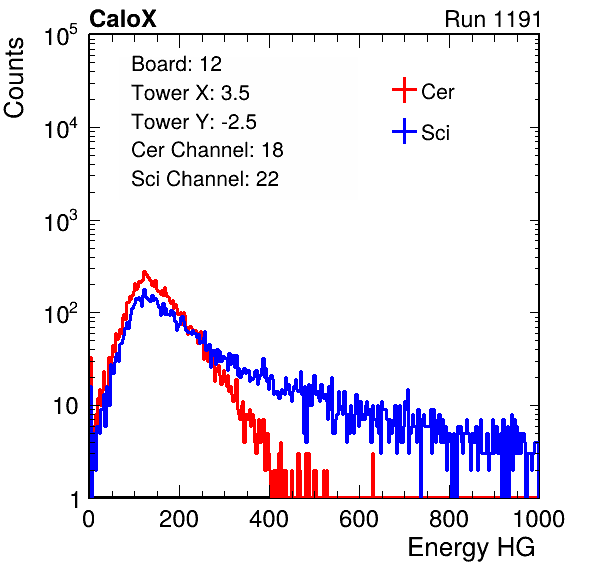 CaloX Run 1191
Counts
10^5
10^4
10^3
10^2
10
1
Board: 12
Tower X: 3.5
Tower Y: -2.5
Cer Channel: 18
Sci Channel: 22
Cer
Sci
0 200 400 600 800 1000
Energy HG